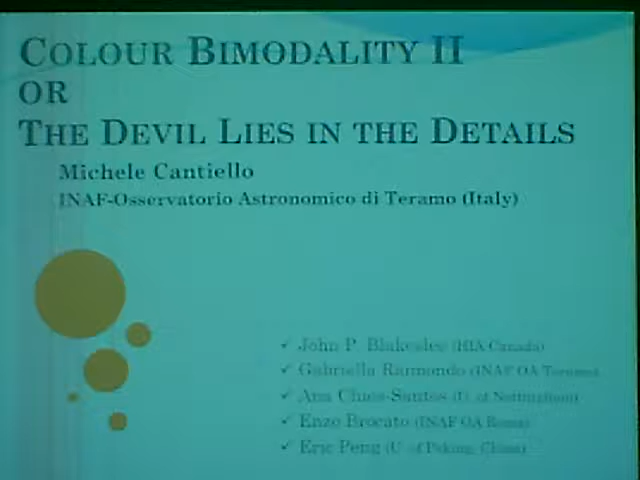 COLOUR BIMODALITY II
OR
THE DEVIL LIES IN THE DETAILS
Michele Cantiello
INAF-Osservatorio Astronomico di Teramo (Italy)
✓ John P. Blakeslee (HIA Canada)
✓ Gabriella Raimondo (INAF OA Teramo)
✓ Ana Chies-Santos (U. of Nottingham)
✓ Enzo Brocato (INAF OA Roma)
✓ Eric Peng (U. of Peking, China)